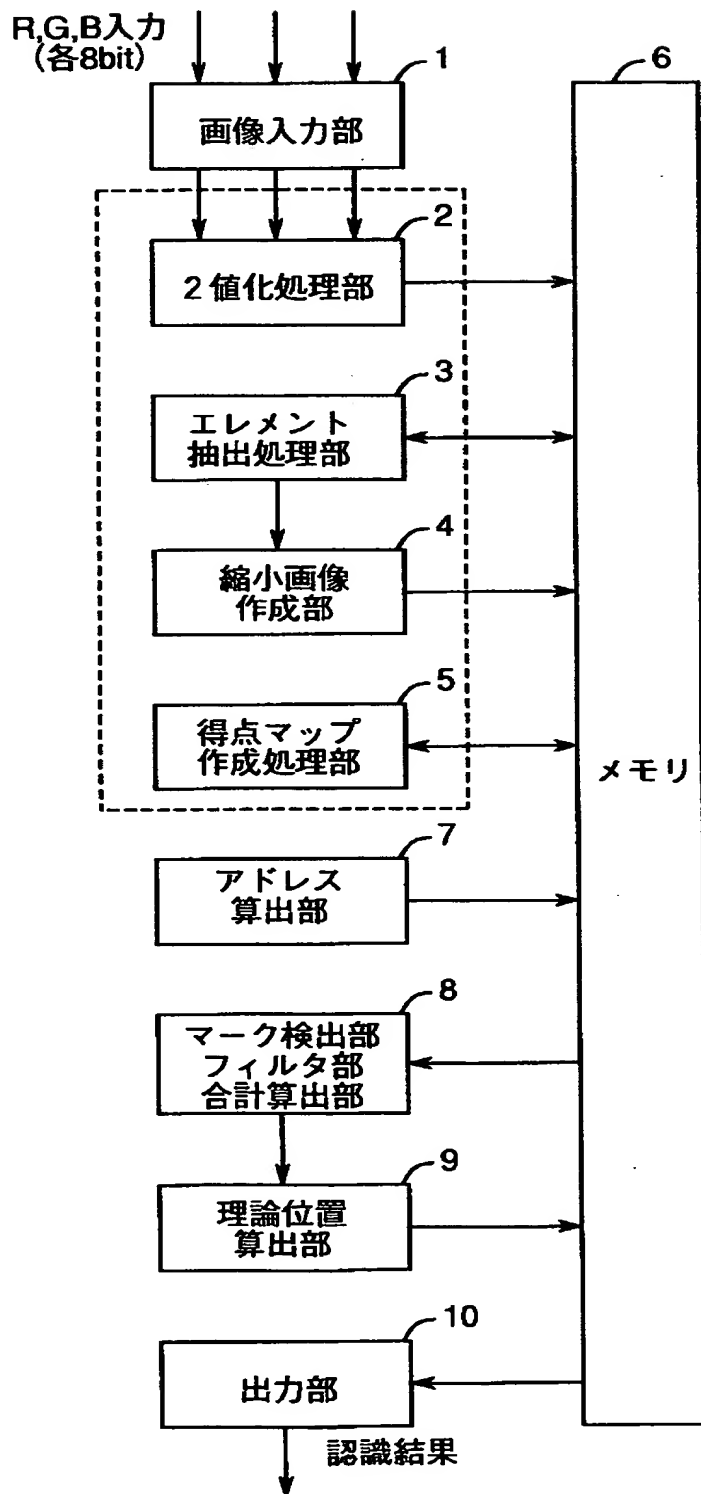 R,G,B入力
(各8bit)
1
6
画像入力部
2
2値化処理部
3
エレメント
抽出処理部
4
縮小画像
作成部
5
得点マップ
作成処理部
メモリ
7
アドレス
算出部
8
マーク検出部
フィルタ部
合計算出部
9
理論位置
算出部
10
出力部
認識結果